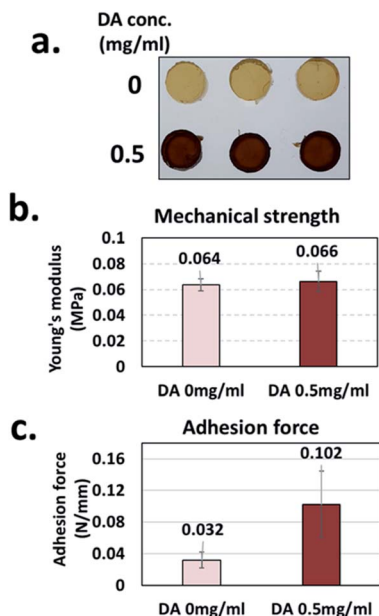 DA conc.
(mg/ml)
a.
0
0.5
b.
Mechanical strength
Young's modulus
(MPa)
0.1
0.08
0.06
0.04
0.02
0
0.064
0.066
DA 0mg/ml
DA 0.5mg/ml
c.
Adhesion force
Adhesion force
(N/mm)
0.16
0.12
0.08
0.04
0
0.032
0.102
DA 0mg/ml
DA 0.5mg/ml